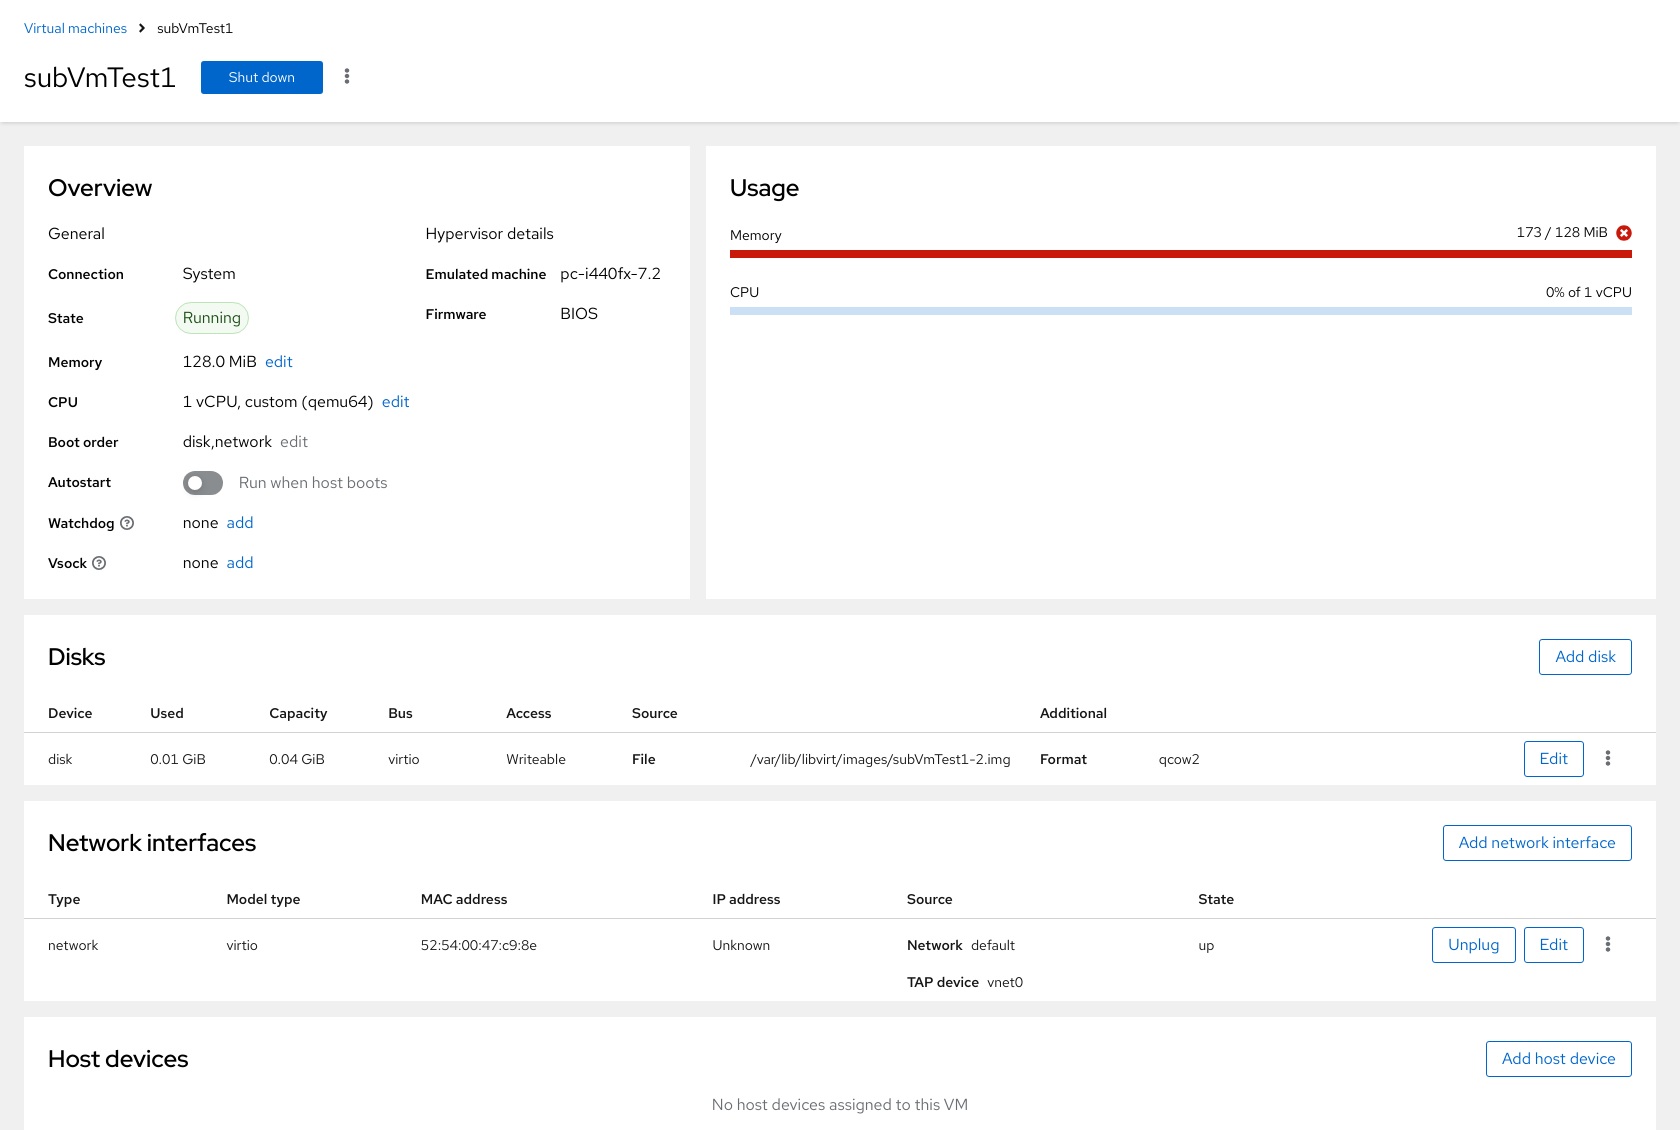 Virtual machines > subVmTest1
subVmTest1 Shut down
Overview
General
Connection System
State Running
Memory 128.0 MiB edit
CPU 1 vCPU, custom (qemu64) edit
Boot order disk,network edit
Autostart Run when host boots
Watchdog none add
Vsock none add
Hypervisor details
Emulated machine pc-i440fx-7.2
Firmware BIOS
Usage
Memory 173 / 128 MiB
CPU 0% of 1 vCPU
Disks Add disk
Device Used Capacity Bus Access Source Additional
disk 0.01 GiB 0.04 GiB virtio Writeable File /var/lib/libvirt/images/subVmTest1-2.img Format qcow2 Edit
Network interfaces Add network interface
Type Model type MAC address IP address Source State
network virtio 52:54:00:47:c9:8e Unknown Network default up Unplug Edit
TAP device vnet0
Host devices Add host device
No host devices assigned to this VM